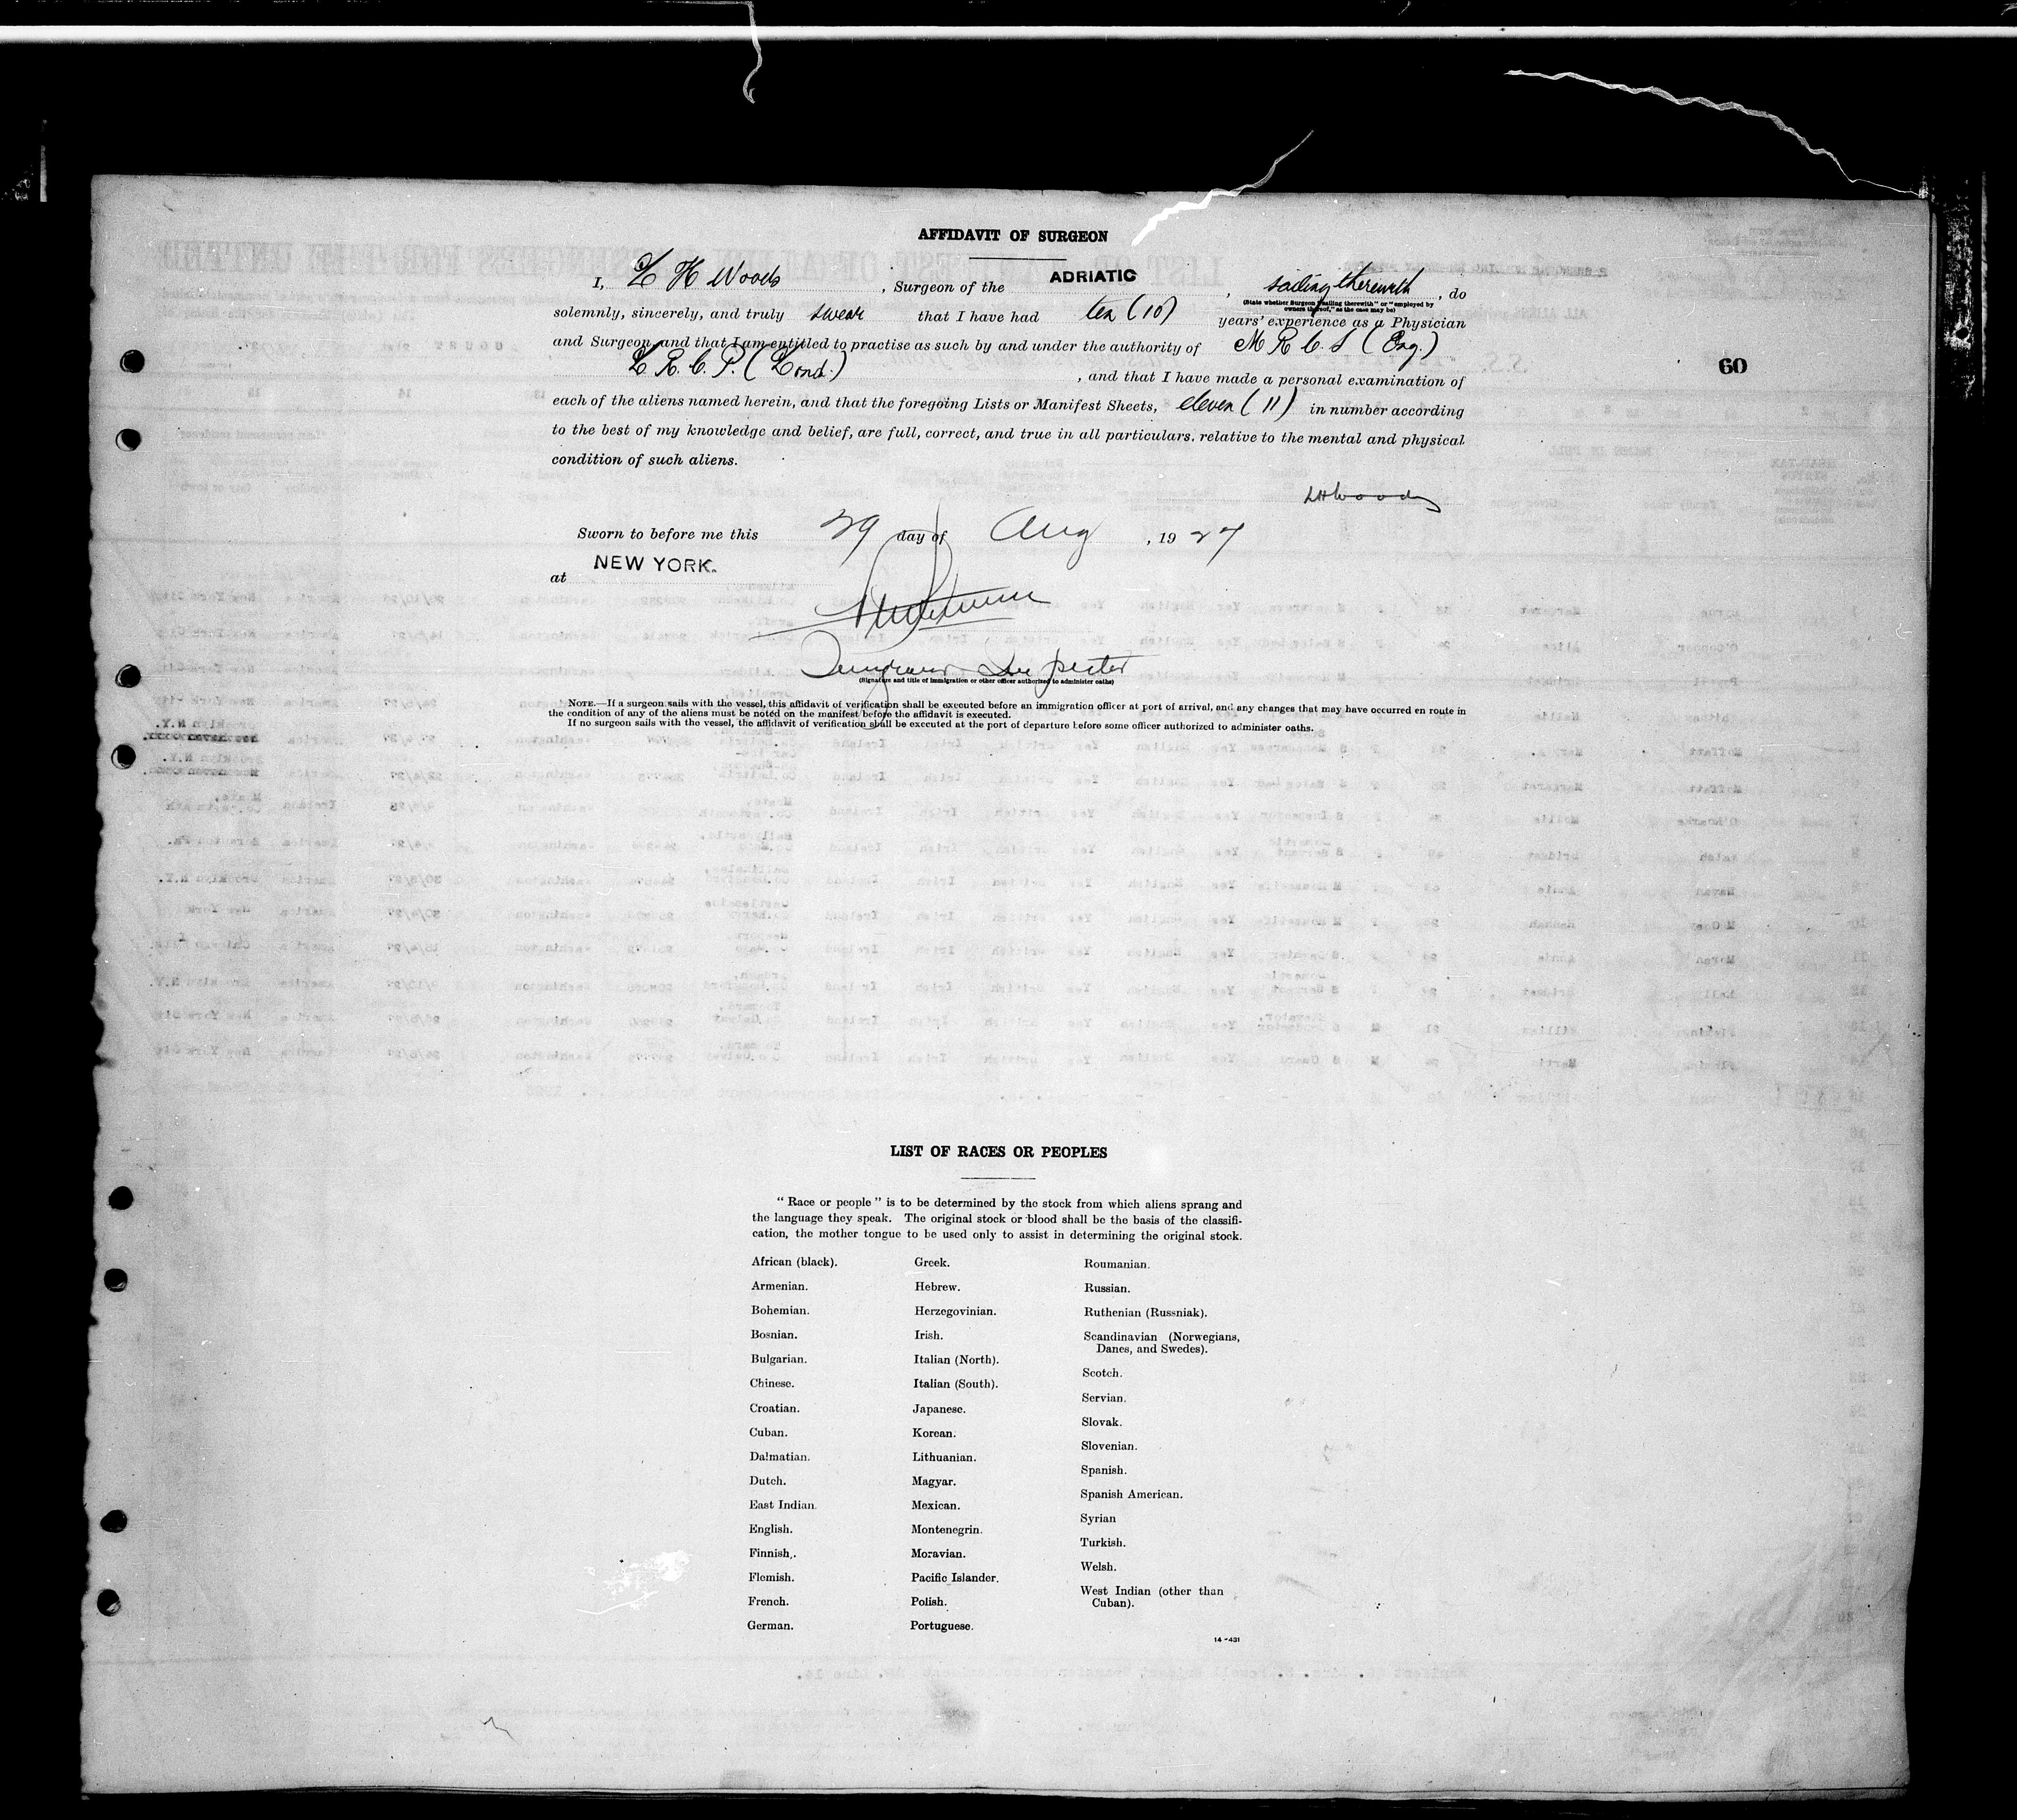 AFFIDAVIT OF SURGEON
I, L H Woods, Surgeon of the ADRIATIC, sailing therewith, do
(State whether Surgeon "sailing therewith" or "employed by
owners thereof," as the case may be)
solemnly, sincerely, and truly swear that I have had ten (10) years' experience as a Physician
and Surgeon and that I am entitled to practise as such by and under the authority of M R C S (Eng.)
L R. C. P. (Lond.), and that I have made a personal examination of
60
each of the aliens named herein, and that the foregoing Lists or Manifest Sheets, eleven (11) in number according
to the best of my knowledge and belief, are full, correct, and true in all particulars. relative to the mental and physical
condition of such aliens.
LHWoods
Sworn to before me this 29 day of Aug, 1927
at NEW YORK.
(Signature and title of immigration or other officer authorized to administer oaths)
NOTE.—If a surgeon sails with the vessel, this affidavit of verification shall be executed before an immigration officer at port of arrival, and any changes that may have occurred en route in
the condition of any of the aliens must be noted on the manifest before the affidavit is executed.
If no surgeon sails with the vessel, the affidavit of verification shall be executed at the port of departure before some officer authorized to administer oaths.
LIST OF RACES OR PEOPLES
"Race or people" is to be determined by the stock from which aliens sprang and
the language they speak. The original stock or blood shall be the basis of the classifi-
cation, the mother tongue to be used only to assist in determining the original stock.
African (black).
Armenian.
Bohemian.
Bosnian.
Bulgarian.
Chinese.
Croatian.
Cuban.
Dalmatian.
Dutch.
East Indian.
English.
Finnish.
Flemish.
French.
German.
Greek.
Hebrew.
Herzegovinian.
Irish.
Italian (North).
Italian (South).
Japanese.
Korean.
Lithuanian.
Magyar.
Mexican.
Montenegrin.
Moravian.
Pacific Islander.
Polish.
Portuguese.
Roumanian.
Russian.
Ruthenian (Russniak).
Scandinavian (Norwegians,
Danes, and Swedes).
Scotch.
Servian.
Slovak.
Slovenian.
Spanish.
Spanish American.
Syrian
Turkish.
Welsh.
West Indian (other than
Cuban).
14-431